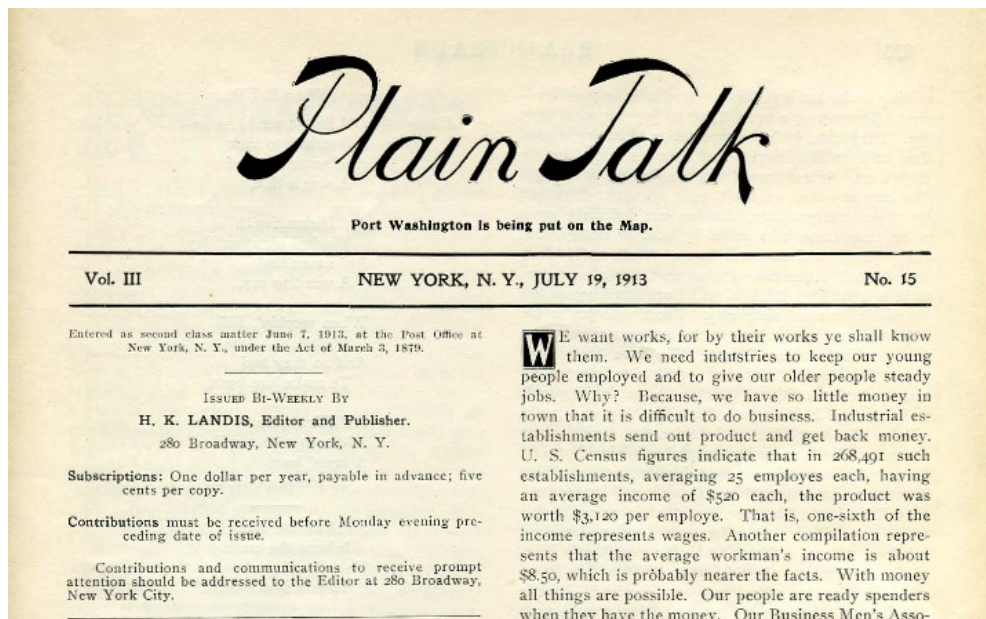 Plain Talk
Port Washington is being put on the Map.
Vol. III
NEW YORK, N. Y., JULY 19, 1913
No. 15
Entered as second class matter June 7, 1913, at the Post Office at
New York, N. Y., under the Act of March 3, 1879.
ISSUED BI-WEEKLY BY
H. K. LANDIS, Editor and Publisher.
280 Broadway, New York, N. Y.
Subscriptions: One dollar per year, payable in advance; five
cents per copy.
Contributions must be received before Monday evening pre-
ceding date of issue.
Contributions and communications to receive prompt
attention should be addressed to the Editor at 280 Broadway,
New York City.
WE want works, for by their works ye shall know
them. We need industries to keep our young
people employed and to give our older people steady
jobs. Why? Because, we have so little money in
town that it is difficult to do business. Industrial es-
tablishments send out product and get back money.
U. S. Census figures indicate that in 268,491 such
establishments, averaging 25 employes each, having
an average income of $520 each, the product was
worth $3,120 per employe. That is, one-sixth of the
income represents wages. Another compilation repre-
sents that the average workman's income is about
$8.50, which is probably nearer the facts. With money
all things are possible. Our people are ready spenders
when they have the money. Our Business Men's Asso-